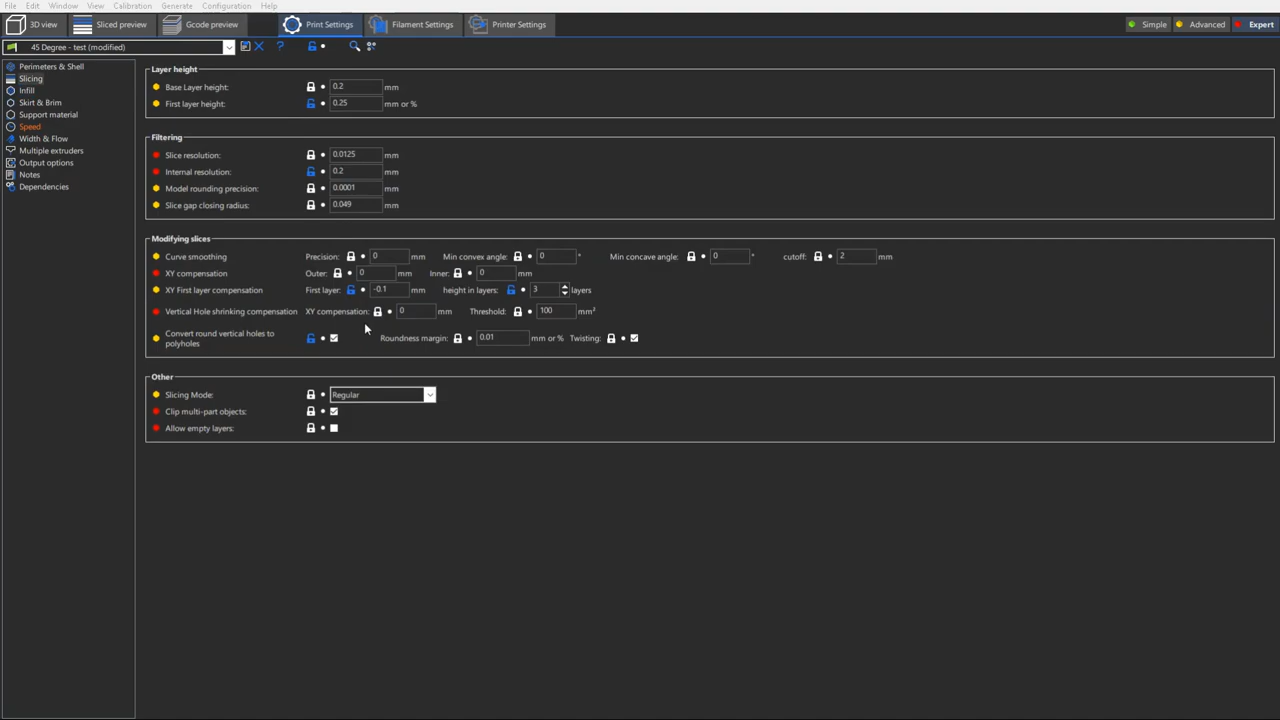 File Edit Window View Calibration Generate Configuration Help
3D view Sliced preview Gcode preview Print Settings Filament Settings Printer Settings Simple Advanced Expert
45 Degree - test (modified)
Perimeters & Shell
Slicing
Infill
Skirt & Brim
Support material
Speed
Width & Flow
Multiple extruders
Output options
Notes
Dependencies
Layer height
Base Layer height: 0.2 mm
First layer height: 0.25 mm or %
Filtering
Slice resolution: 0.0125 mm
Internal resolution: 0.2 mm
Model rounding precision: 0.0001 mm
Slice gap closing radius: 0.049 mm
Modifying slices
Curve smoothing Precision: 0 mm Min convex angle: 0 ° Min concave angle: 0 ° cutoff: 2 mm
XY compensation Outer: 0 mm Inner: 0 mm
XY First layer compensation First layer: -0.1 mm height in layers: 3 layers
Vertical Hole shrinking compensation XY compensation: 0 mm Threshold: 100 mm²
Convert round vertical holes to
polyholes Roundness margin: 0.01 mm or % Twisting:
Other
Slicing Mode: Regular
Clip multi-part objects:
Allow empty layers: